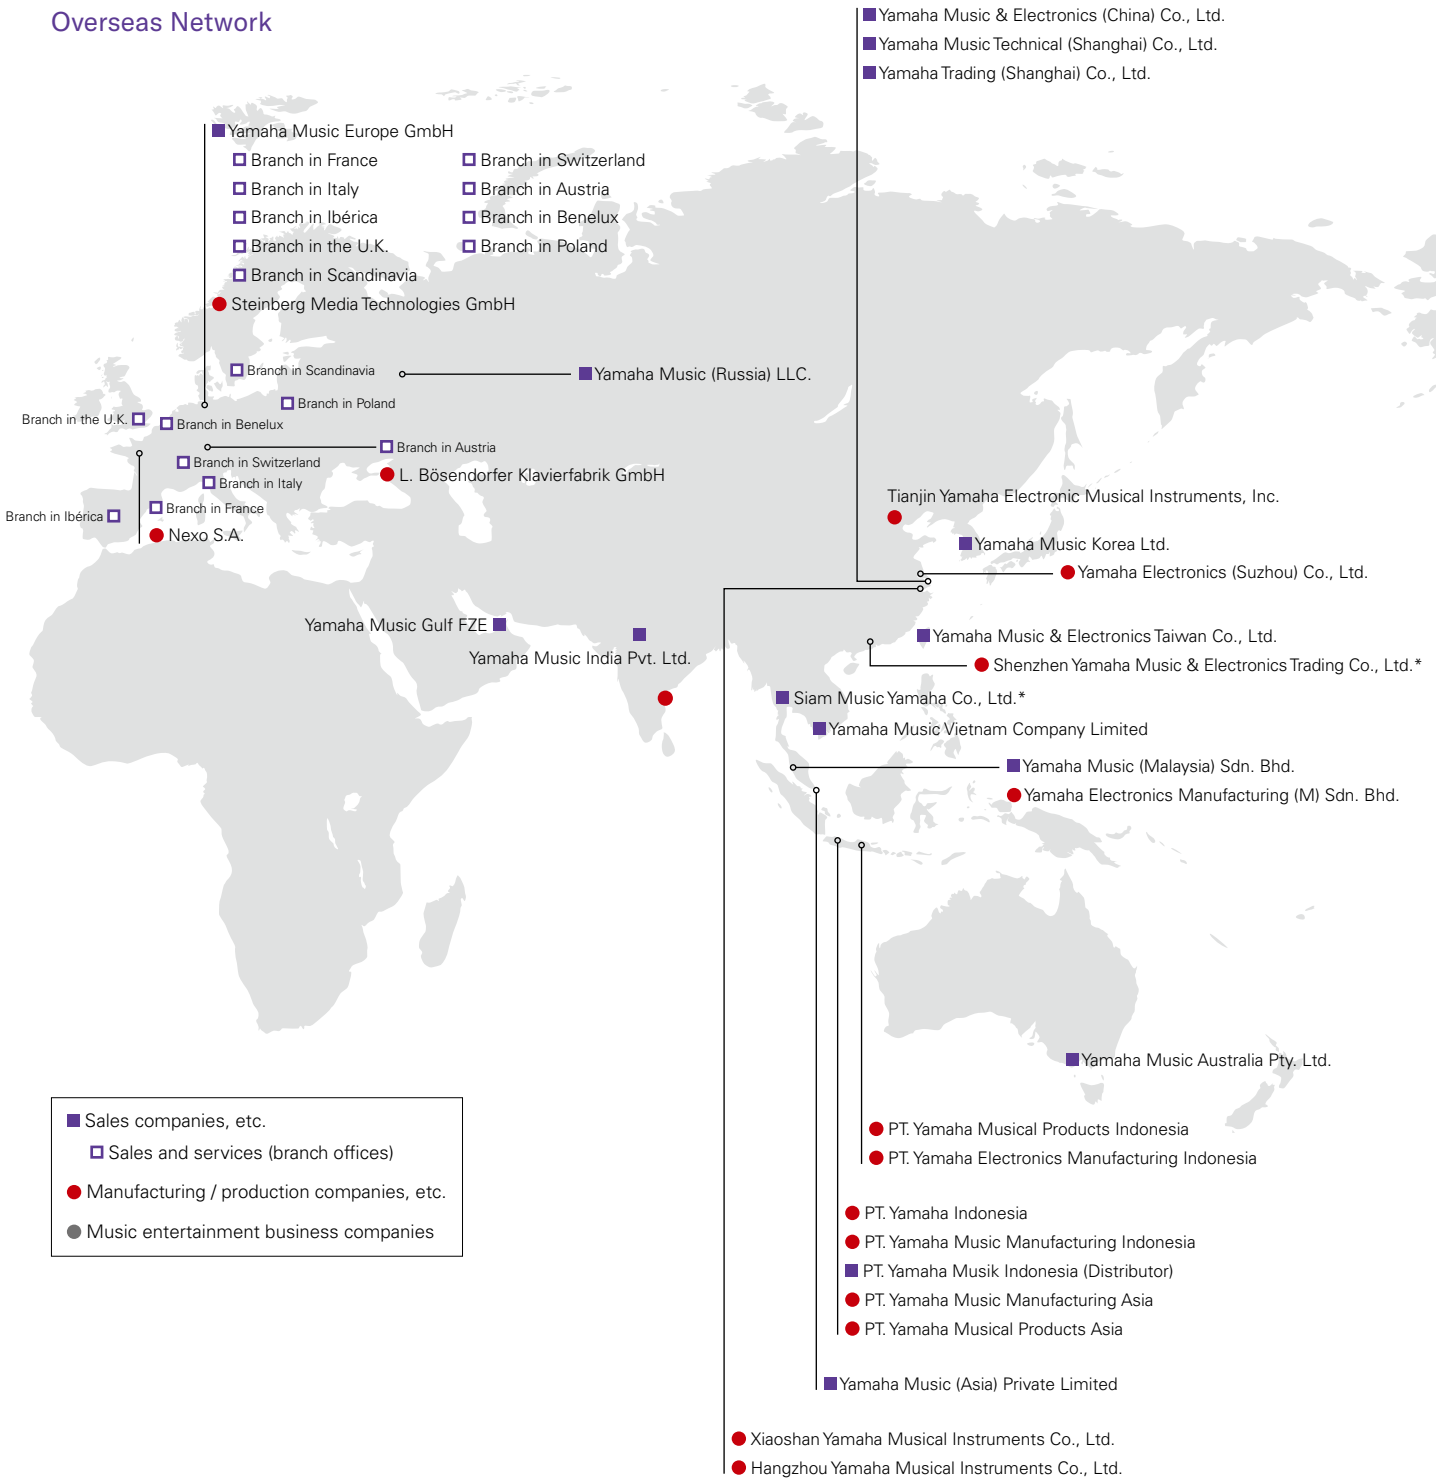 Overseas Network
Yamaha Music & Electronics (China) Co., Ltd.
Yamaha Music Technical (Shanghai) Co., Ltd.
Yamaha Trading (Shanghai) Co., Ltd.
Yamaha Music Europe GmbH
Branch in France
Branch in Switzerland
Branch in Italy
Branch in Austria
Branch in Ibérica
Branch in Benelux
Branch in the U.K.
Branch in Poland
Branch in Scandinavia
Steinberg Media Technologies GmbH
Branch in Scandinavia
Yamaha Music (Russia) LLC.
Branch in Poland
Branch in the U.K.
Branch in Benelux
Branch in Austria
Branch in Switzerland
L. Bösendorfer Klavierfabrik GmbH
Branch in Italy
Branch in France
Branch in Ibérica
Nexo S.A.
Tianjin Yamaha Electronic Musical Instruments, Inc.
Yamaha Music Korea Ltd.
Yamaha Electronics (Suzhou) Co., Ltd.
Yamaha Music Gulf FZE
Yamaha Music India Pvt. Ltd.
Yamaha Music & Electronics Taiwan Co., Ltd.
Shenzhen Yamaha Music & Electronics Trading Co., Ltd.*
Siam Music Yamaha Co., Ltd.*
Yamaha Music Vietnam Company Limited
Yamaha Music (Malaysia) Sdn. Bhd.
Yamaha Electronics Manufacturing (M) Sdn. Bhd.
Yamaha Music Australia Pty. Ltd.
Sales companies, etc.
Sales and services (branch offices)
Manufacturing / production companies, etc.
Music entertainment business companies
PT. Yamaha Musical Products Indonesia
PT. Yamaha Electronics Manufacturing Indonesia
PT. Yamaha Indonesia
PT. Yamaha Music Manufacturing Indonesia
PT. Yamaha Musik Indonesia (Distributor)
PT. Yamaha Music Manufacturing Asia
PT. Yamaha Musical Products Asia
Yamaha Music (Asia) Private Limited
Xiaoshan Yamaha Musical Instruments Co., Ltd.
Hangzhou Yamaha Musical Instruments Co., Ltd.